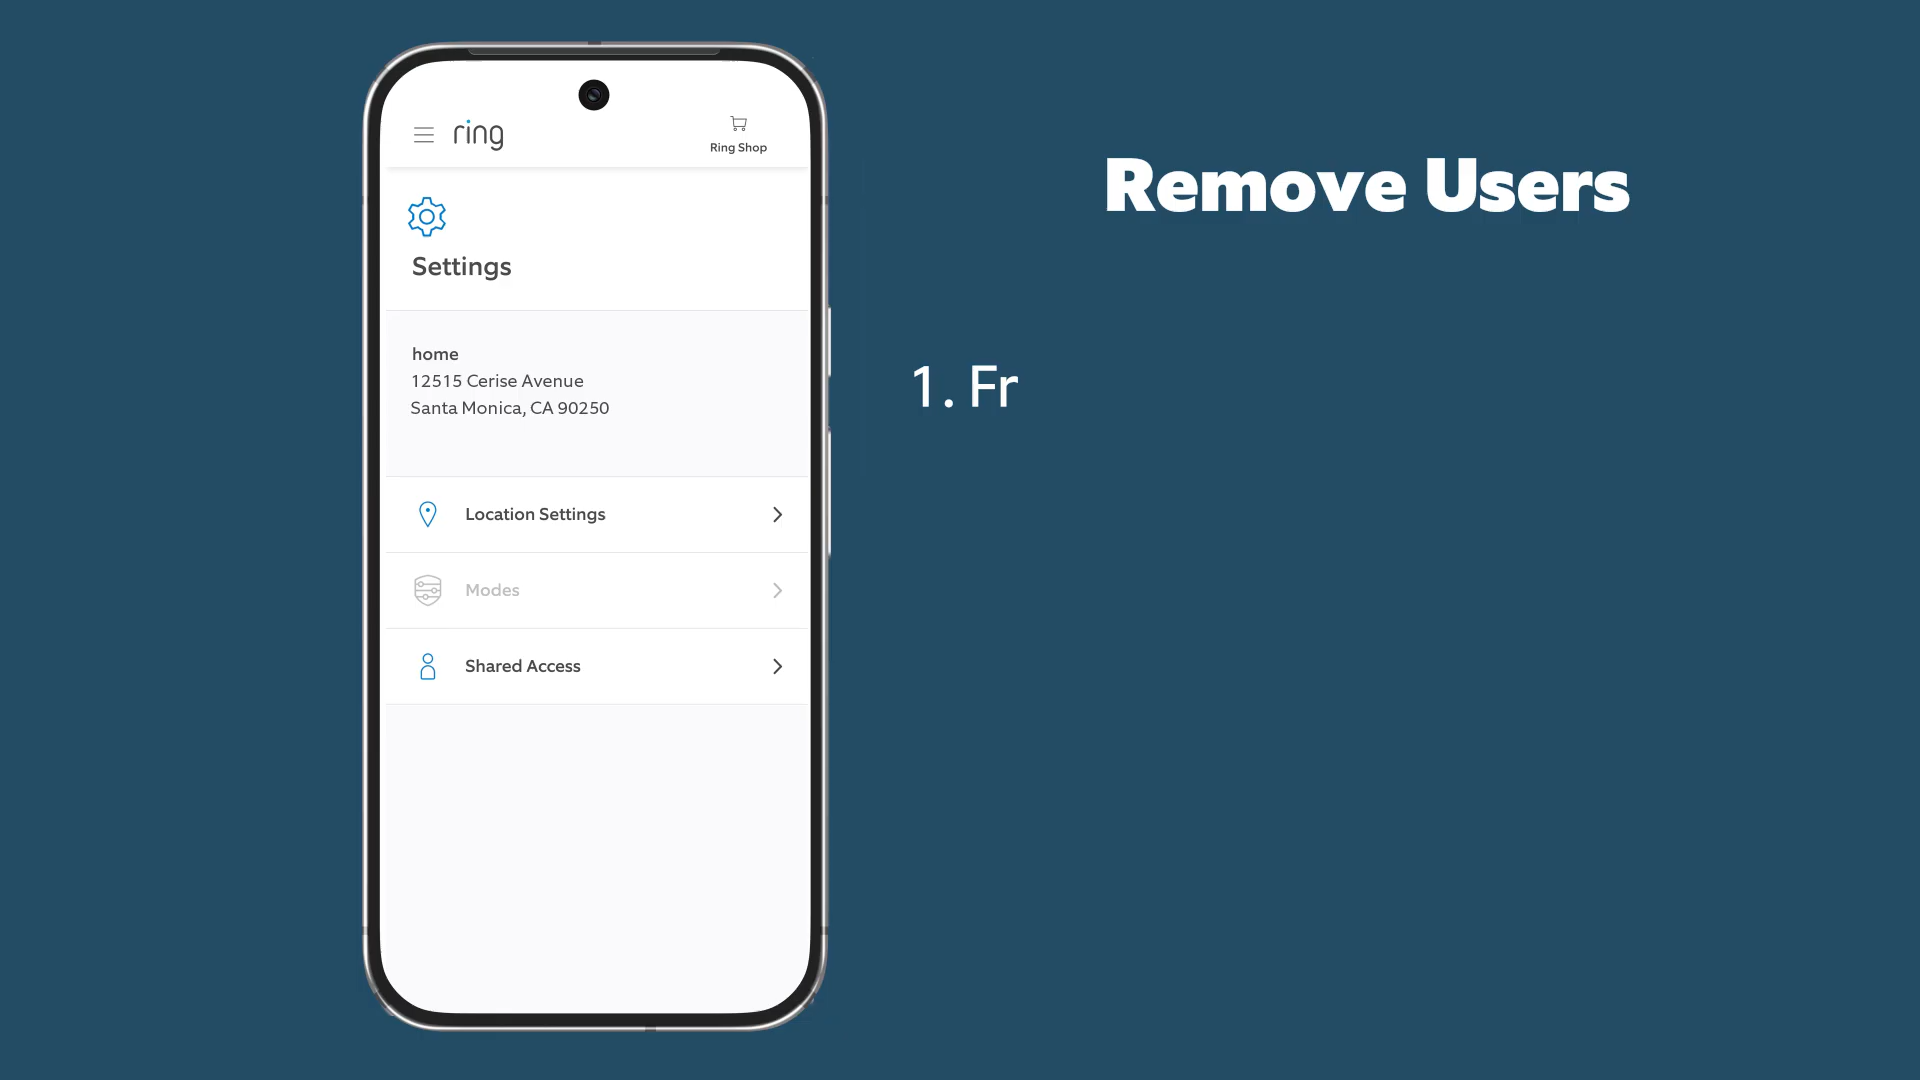 ring
Ring Shop
Settings
home
12515 Cerise Avenue
Santa Monica, CA 90250
Location Settings
Modes
Shared Access
Remove Users
1. Fr